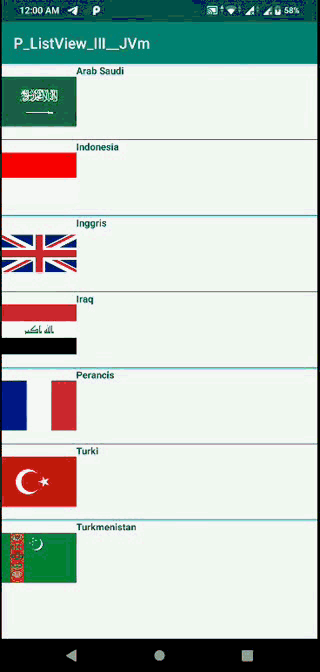 12:00 AM
58%
P_ListView_III__JVm
Arab Saudi
Indonesia
Inggris
Iraq
Perancis
Turki
Turkmenistan